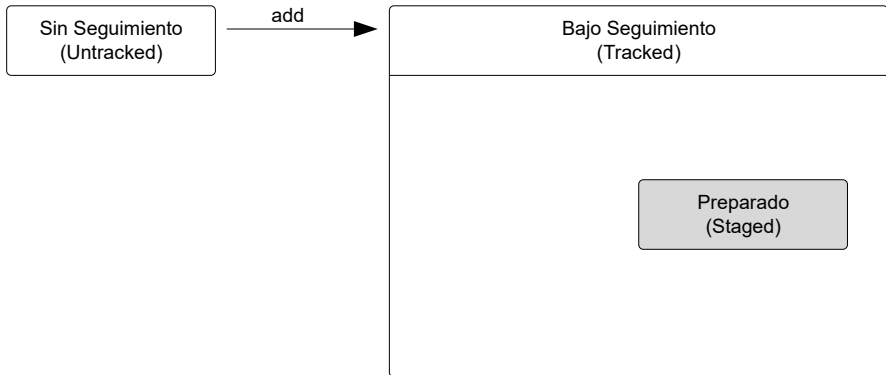 Sin Seguimiento
(Untracked)
add
Bajo Seguimiento
(Tracked)
Preparado
(Staged)